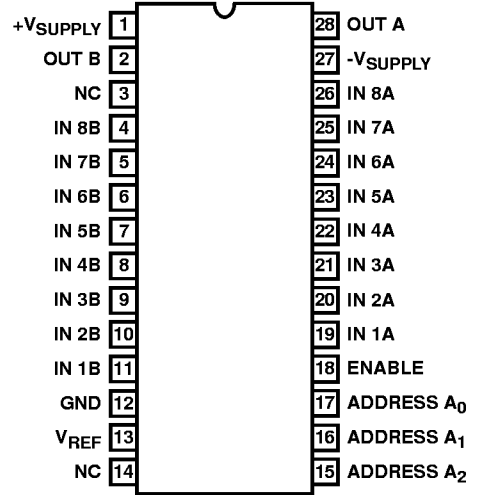 +VSUPPLY 1 28 OUT A
OUT B 2 27 -VSUPPLY
NC 3 26 IN 8A
IN 8B 4 25 IN 7A
IN 7B 5 24 IN 6A
IN 6B 6 23 IN 5A
IN 5B 7 22 IN 4A
IN 4B 8 21 IN 3A
IN 3B 9 20 IN 2A
IN 2B 10 19 IN 1A
IN 1B 11 18 ENABLE
GND 12 17 ADDRESS A0
VREF 13 16 ADDRESS A1
NC 14 15 ADDRESS A2